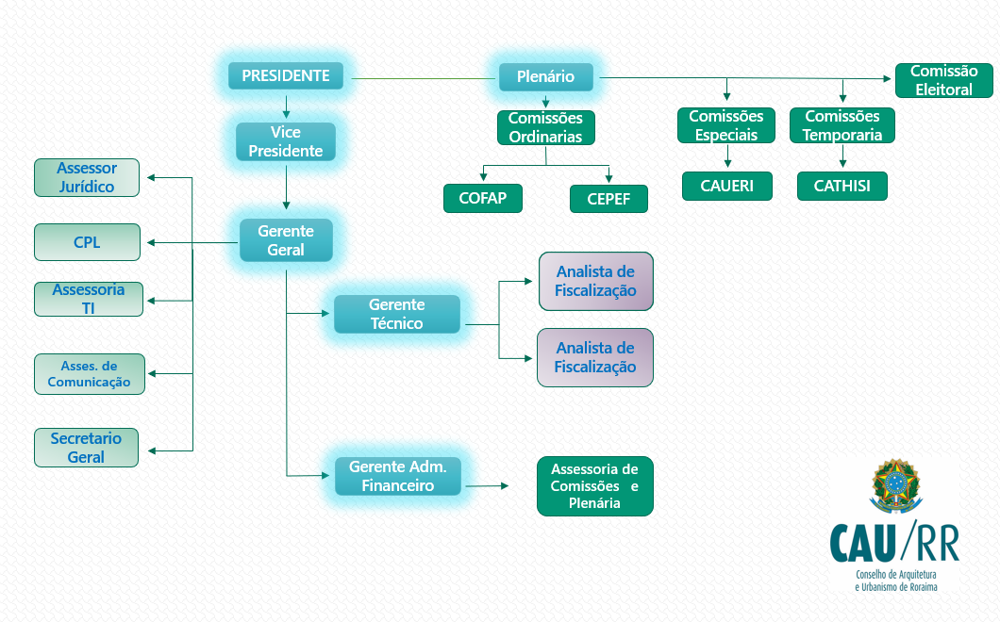 PRESIDENTE
Plenário
Comissão
Eleitoral
Vice
Presidente
Comissões
Ordinarias
Comissões
Especiais
Comissões
Temporaria
Assessor
Jurídico
COFAP
CEPEF
CAUERI
CATHISI
CPL
Gerente
Geral
Assessoria
TI
Gerente
Técnico
Analista de
Fiscalização
Analista de
Fiscalização
Asses. de
Comunicação
Secretario
Geral
Gerente Adm.
Financeiro
Assessoria de
Comissões e
Plenária
CAU/RR
Conselho de Arquitetura
e Urbanismo de Roraima